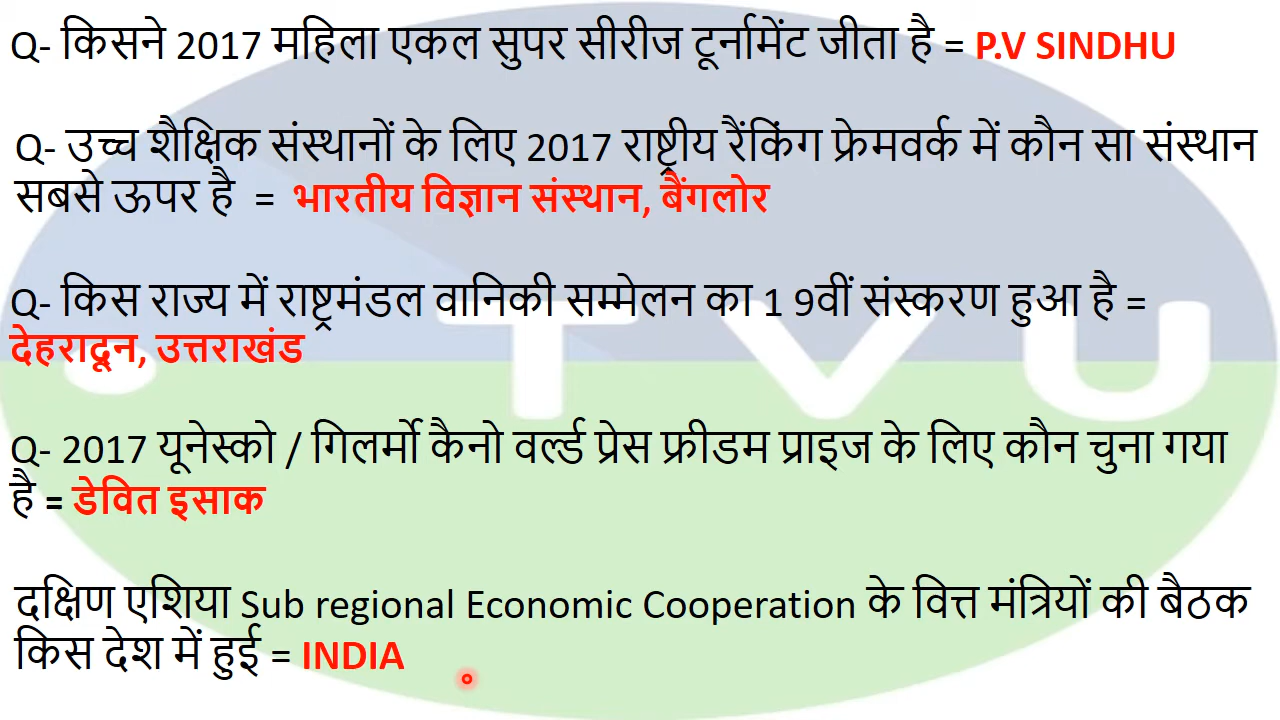 Q- किसने 2017 महिला एकल सुपर सीरीज टूर्नामेंट जीता है = P.V SINDHU
Q- उच्च शैक्षिक संस्थानों के लिए 2017 राष्ट्रीय रैंकिंग फ्रेमवर्क में कौन सा संस्थान
सबसे ऊपर है = भारतीय विज्ञान संस्थान, बैंगलोर
Q- किस राज्य में राष्ट्रमंडल वानिकी सम्मेलन का 1 9वीं संस्करण हुआ है =
देहरादून, उत्तराखंड
TVU
Q- 2017 यूनेस्को / गिलर्मो कैनो वर्ल्ड प्रेस फ्रीडम प्राइज के लिए कौन चुना गया
है = डेवित इसाक
दक्षिण एशिया Sub regional Economic Cooperation के वित्त मंत्रियों की बैठक
किस देश में हुई = INDIA